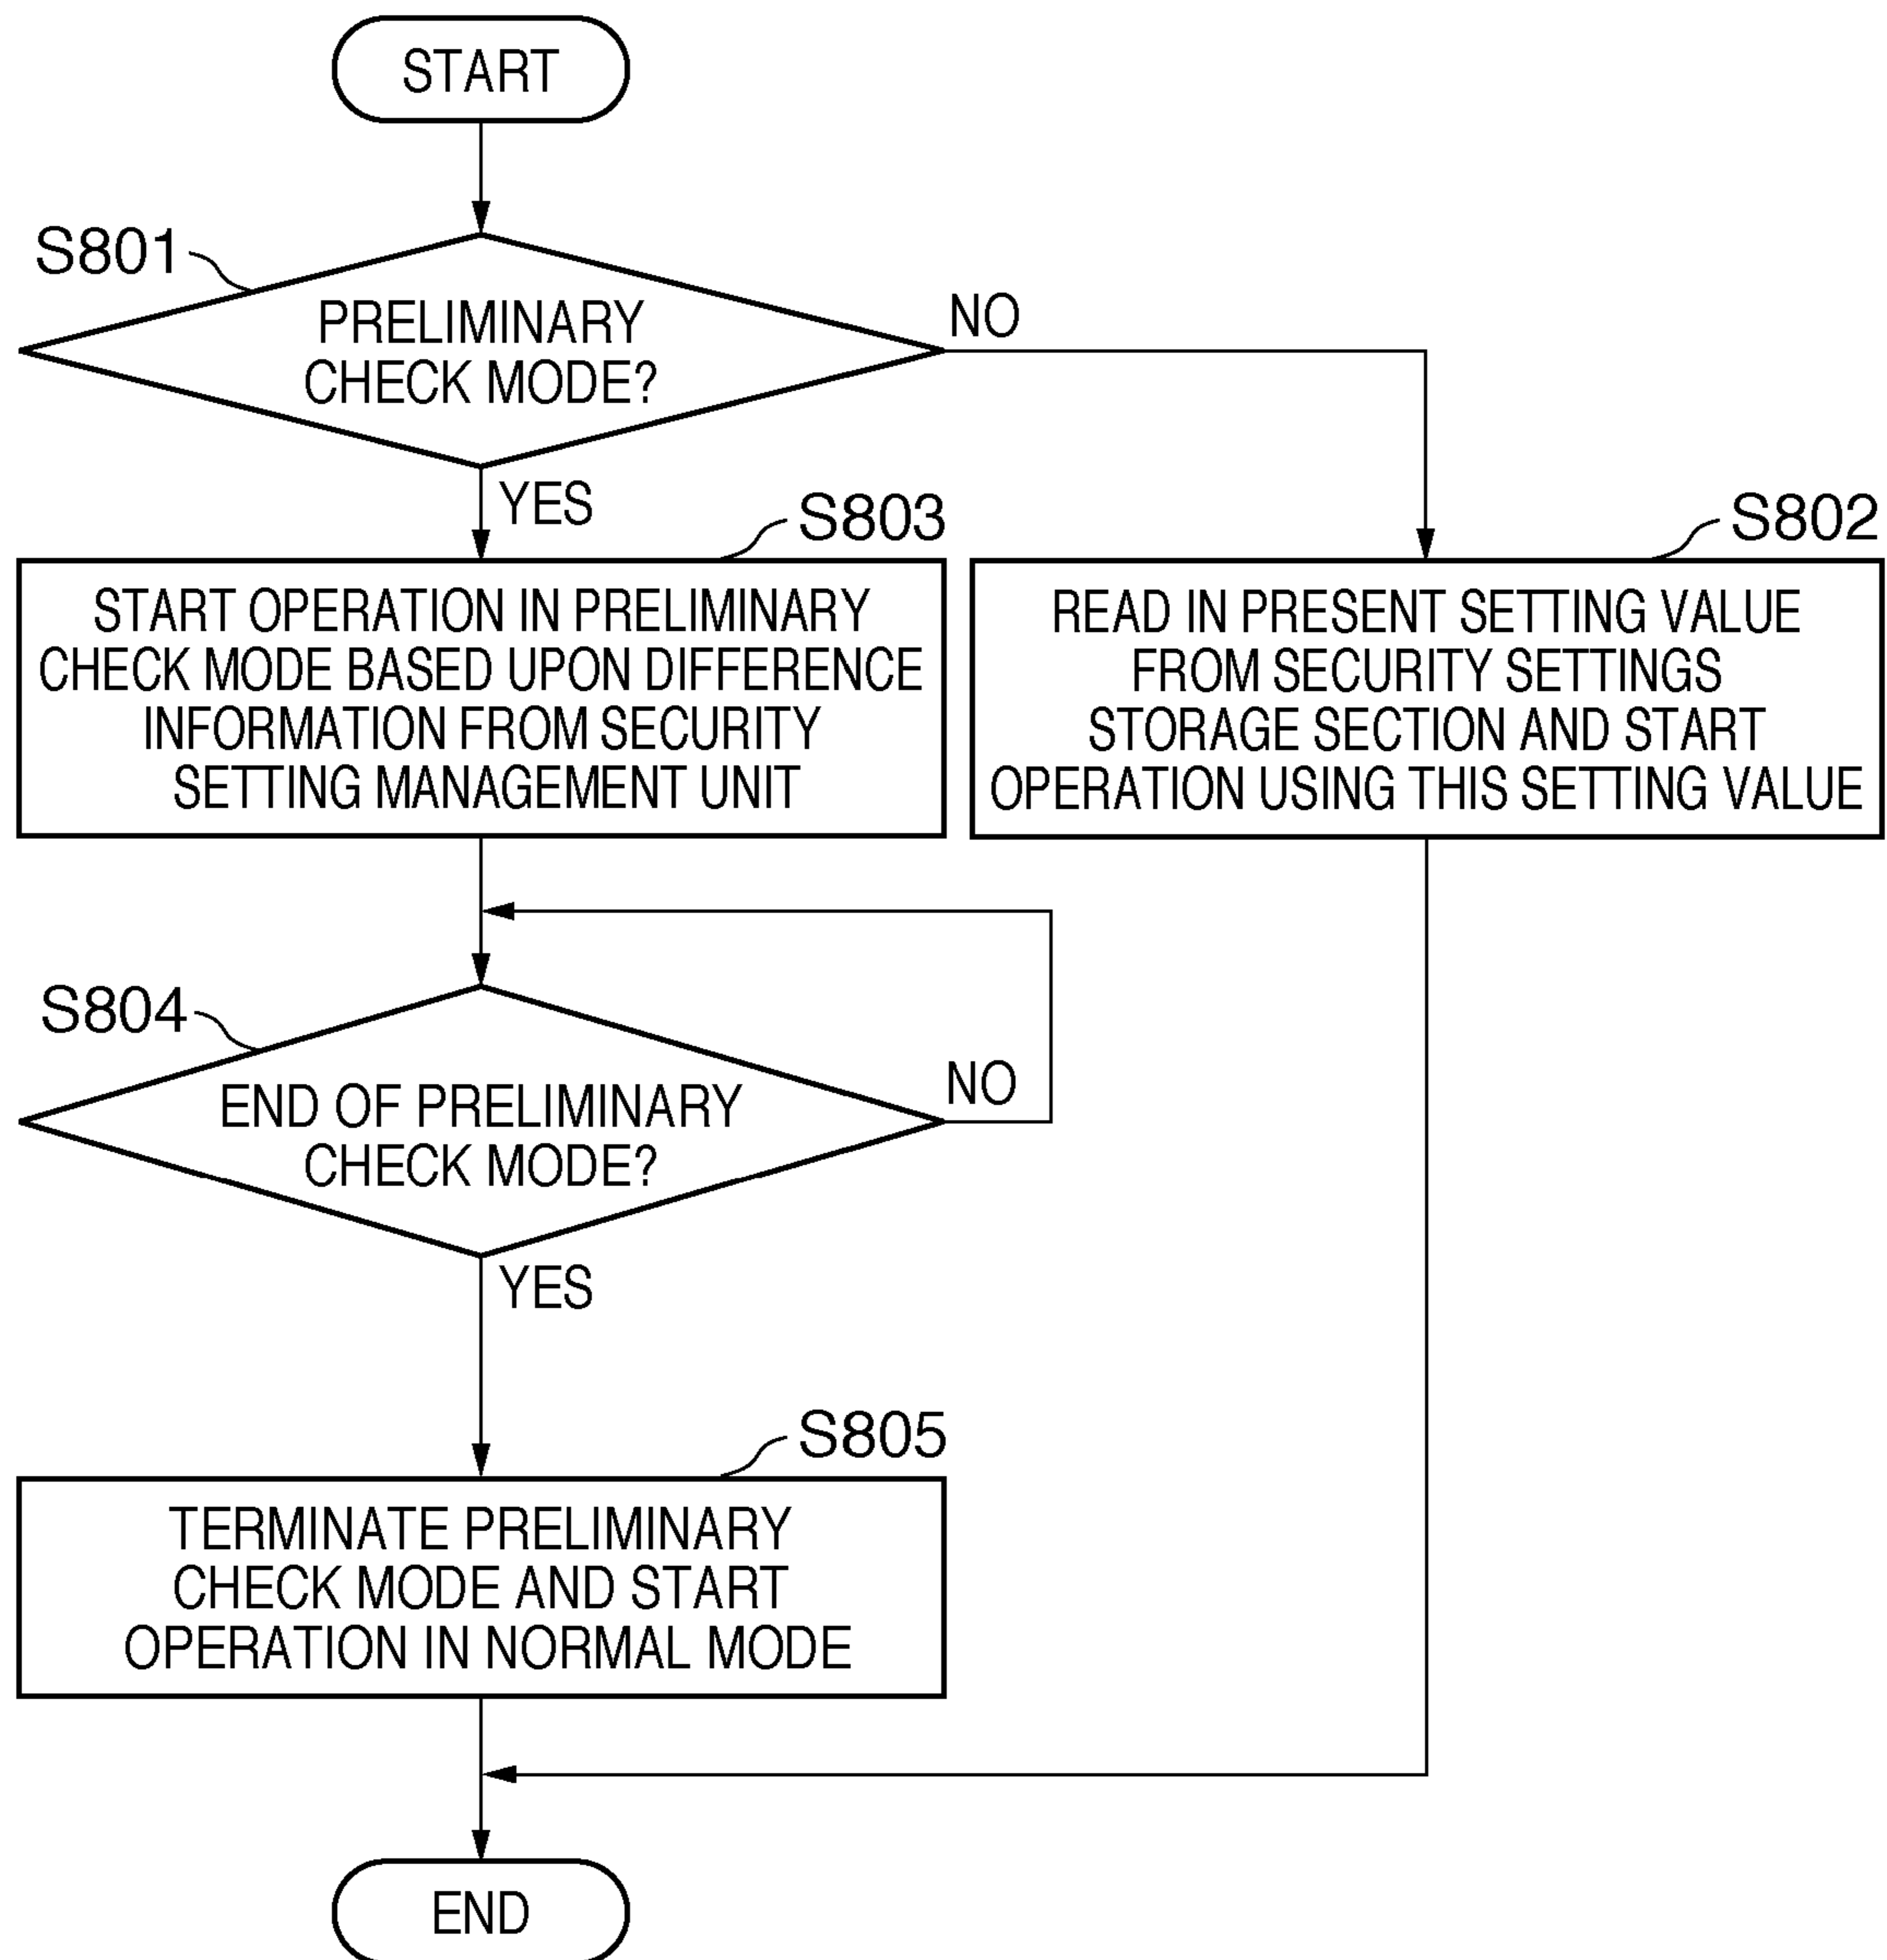 START
S801
PRELIMINARY
CHECK MODE?
NO
YES
S803
START OPERATION IN PRELIMINARY
CHECK MODE BASED UPON DIFFERENCE
INFORMATION FROM SECURITY
SETTING MANAGEMENT UNIT
S802
READ IN PRESENT SETTING VALUE
FROM SECURITY SETTINGS
STORAGE SECTION AND START
OPERATION USING THIS SETTING VALUE
S804
END OF PRELIMINARY
CHECK MODE?
NO
YES
S805
TERMINATE PRELIMINARY
CHECK MODE AND START
OPERATION IN NORMAL MODE
END